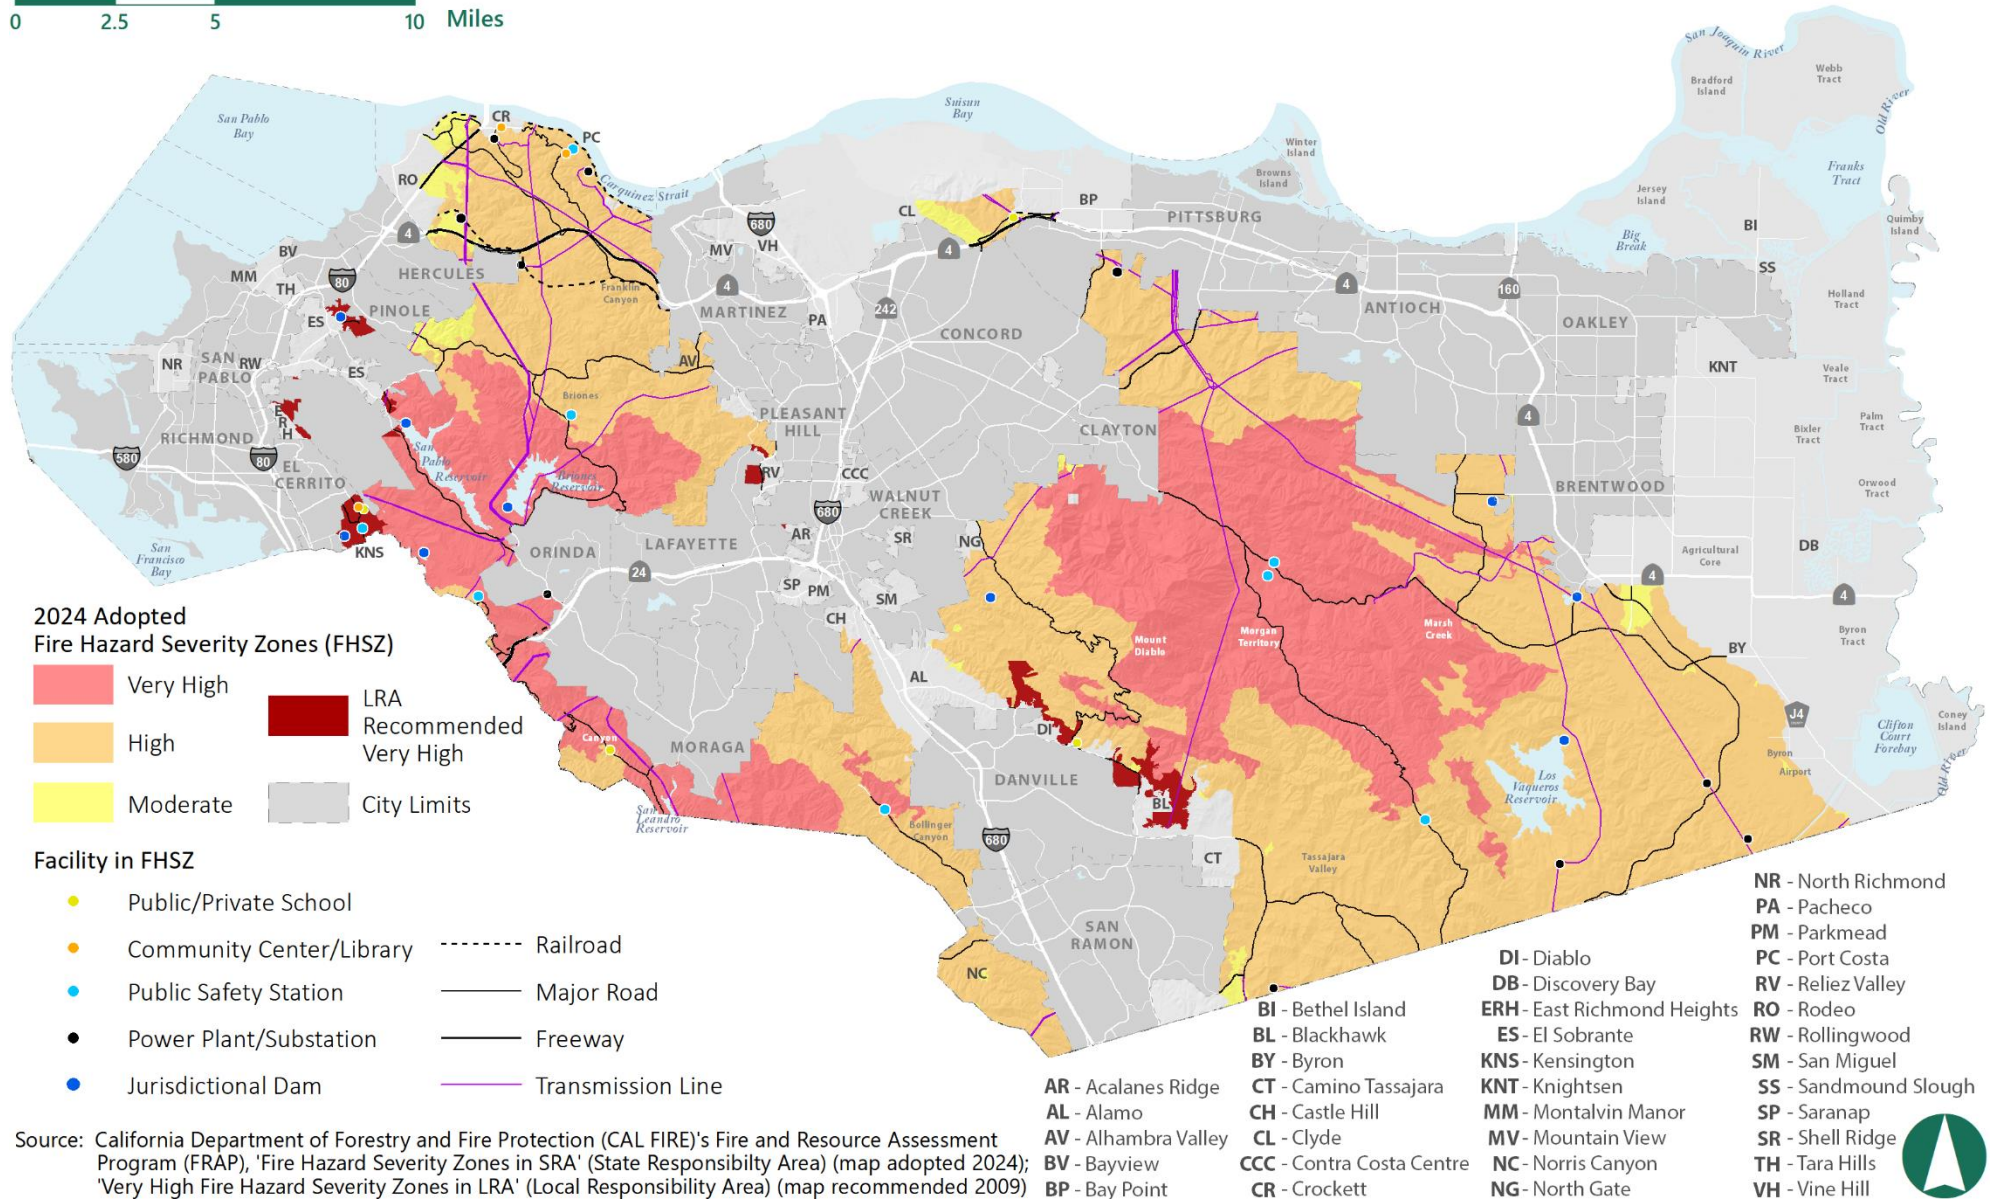 0 2.5 5 10 Miles
San Joaquin River
Webb Tract
Bradford Island
Old River
San Pablo Bay
Suisun Bay
CR
PC
Winter Island
Browns Island
Franks Tract
RO
Carquinez Strait
Jersey Island
BP
CL
PITTSBURG
680
BI
Quimby Island
Big Break
4
MV
VH
4
BV
HERCULES
MM
80
TH
SS
Franklin Canyon
4
4
160
Holland Tract
ES
PINOLE
MARTINEZ
PA
242
CONCORD
ANTIOCH
OAKLEY
NR
SAN PABLO
RW
ES
AV
KNT
Veale Tract
Briones
ERH
PLEASANT HILL
CLAYTON
4
Palm Tract
Bixler Tract
RICHMOND
580
80
San Pablo Reservoir
EL CERRITO
Briones Reservoir
RV
CCC
BRENTWOOD
Orwood Tract
WALNUT CREEK
680
San Francisco Bay
KNS
ORINDA
LAFAYETTE
AR
SR
NG
Agricultural Core
DB
24
SP
PM
SM
4
4
CH
Mount Diablo
Morgan Territory
Marsh Creek
Byron Tract
BY
AL
J4
Clifton Court Forebay
Coney Island
Old River
DI
Canyon
MORAGA
DANVILLE
Byron Airport
Los Vaqueros Reservoir
BL
San Leandro Reservoir
Bollinger Canyon
680
CT
Tassajara Valley
SAN RAMON
NC
2024 Adopted
Fire Hazard Severity Zones (FHSZ)
Very High
High
Moderate
LRA
Recommended
Very High
City Limits
Facility in FHSZ
Public/Private School
Community Center/Library
Public Safety Station
Power Plant/Substation
Jurisdictional Dam
Railroad
Major Road
Freeway
Transmission Line
AR - Acalanes Ridge
AL - Alamo
AV - Alhambra Valley
BV - Bayview
BP - Bay Point
BI - Bethel Island
BL - Blackhawk
BY - Byron
CT - Camino Tassajara
CH - Castle Hill
CL - Clyde
CCC - Contra Costa Centre
CR - Crockett
DI - Diablo
DB - Discovery Bay
ERH - East Richmond Heights
ES - El Sobrante
KNS - Kensington
KNT - Knightsen
MM - Montalvin Manor
MV - Mountain View
NC - Norris Canyon
NG - North Gate
NR - North Richmond
PA - Pacheco
PM - Parkmead
PC - Port Costa
RV - Reliez Valley
RO - Rodeo
RW - Rollingwood
SM - San Miguel
SS - Sandmound Slough
SP - Saranap
SR - Shell Ridge
TH - Tara Hills
VH - Vine Hill
Source: California Department of Forestry and Fire Protection (CAL FIRE)'s Fire and Resource Assessment
Program (FRAP), 'Fire Hazard Severity Zones in SRA' (State Responsibilty Area) (map adopted 2024);
'Very High Fire Hazard Severity Zones in LRA' (Local Responsibility Area) (map recommended 2009)